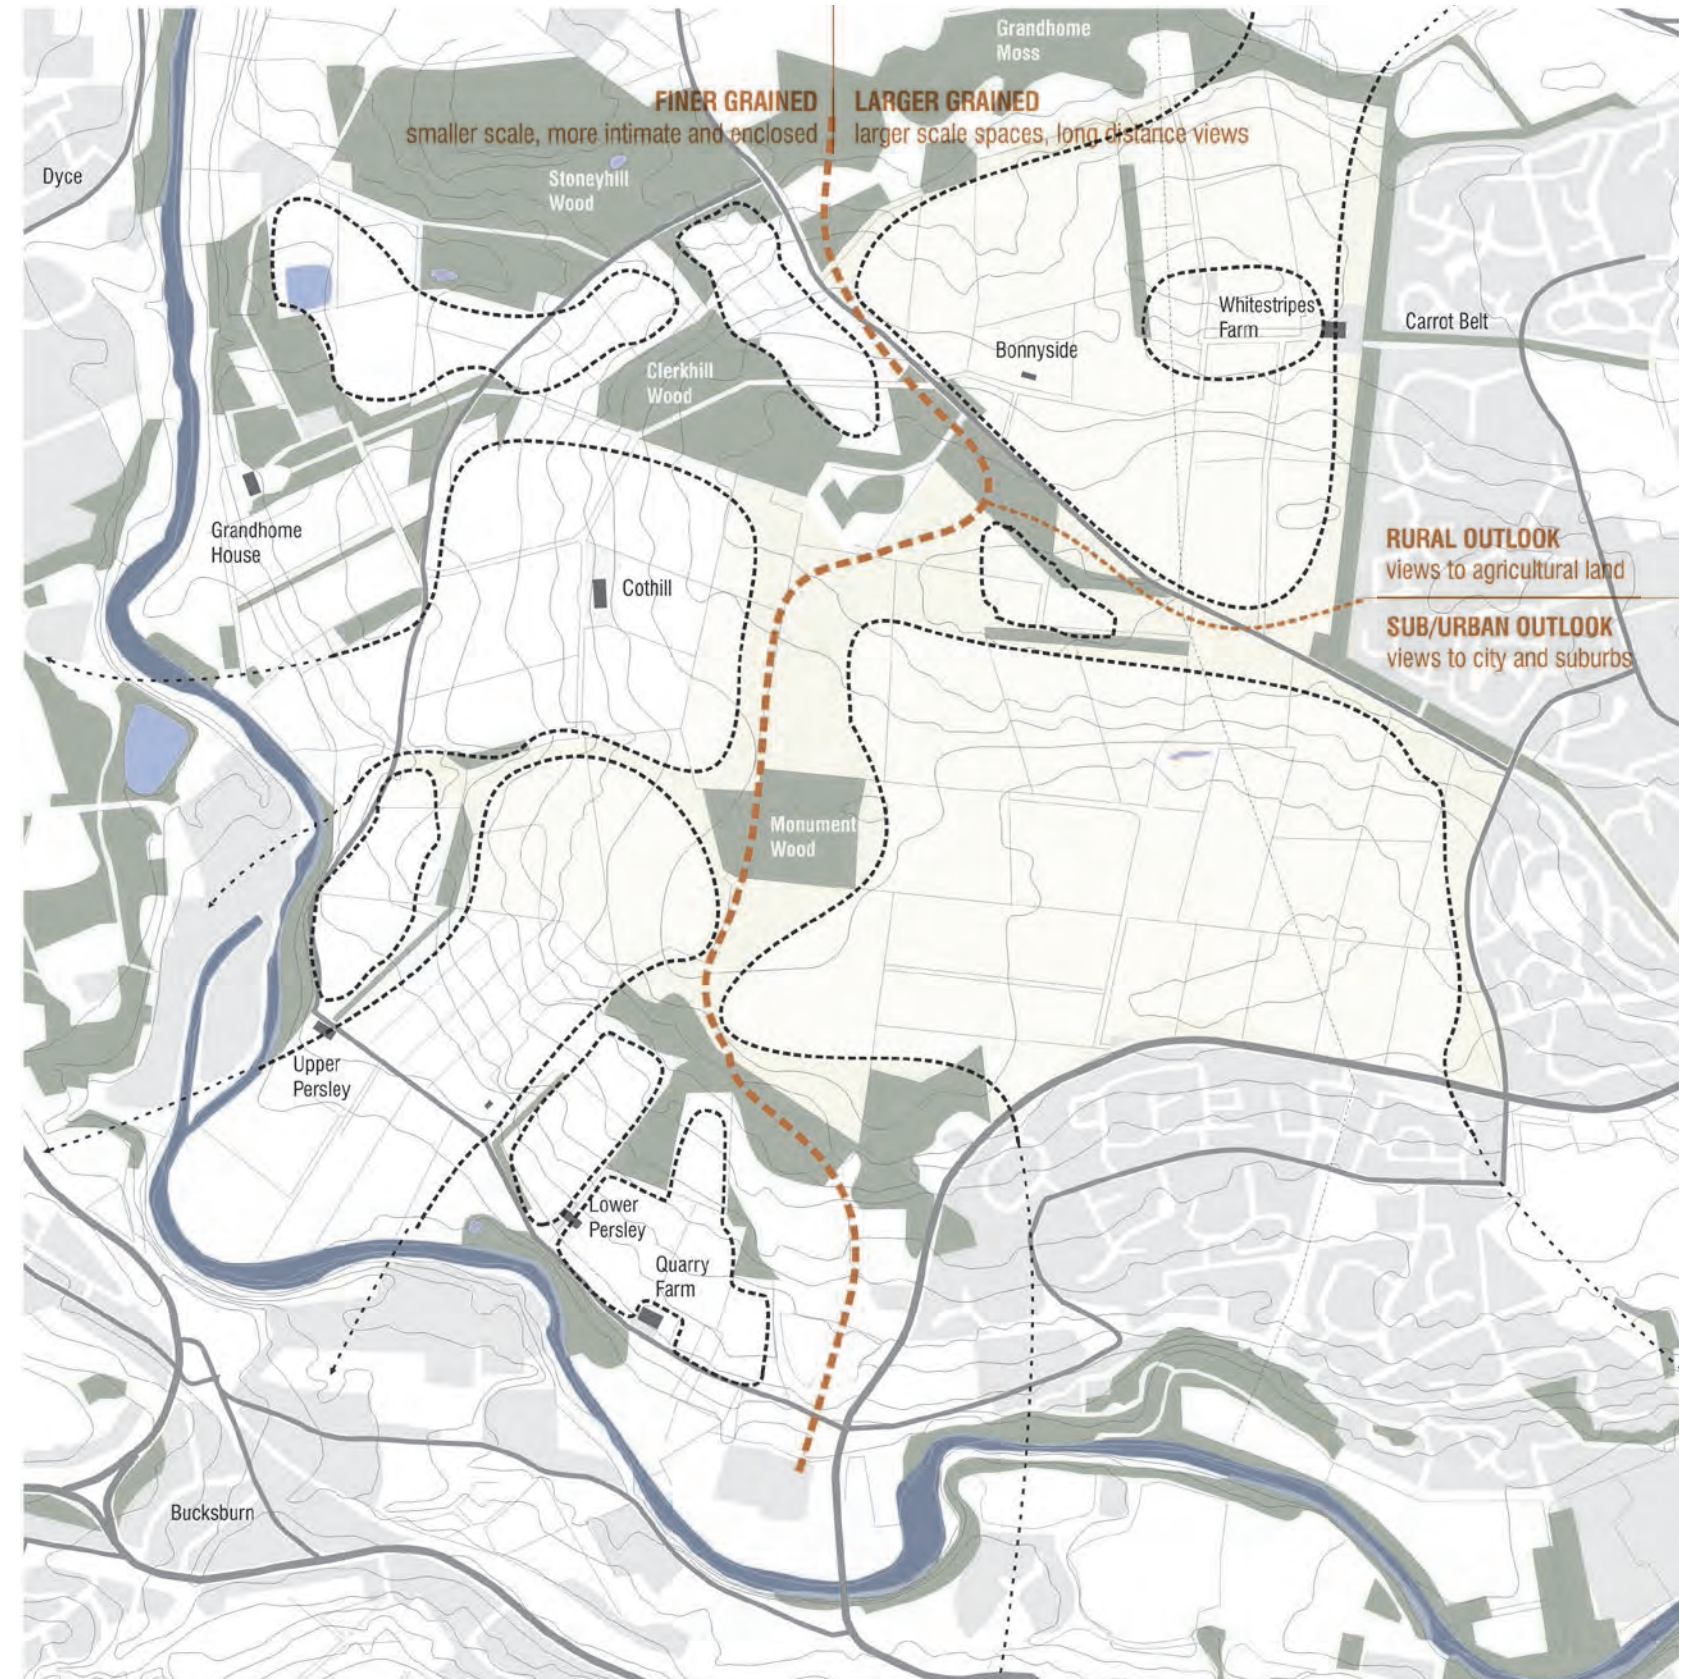 Grandhome
Moss
FINER GRAINED
smaller scale, more intimate and enclosed
LARGER GRAINED
larger scale spaces, long distance views
Dyce
Stoneyhill
Wood
Whitestripes
Farm
Carrot Belt
Bonnyside
Clerkhill
Wood
Grandhome
House
RURAL OUTLOOK
views to agricultural land
Cothill
SUB/URBAN OUTLOOK
views to city and suburbs
Monument
Wood
Upper
Persley
Lower
Persley
Quarry
Farm
Bucksburn